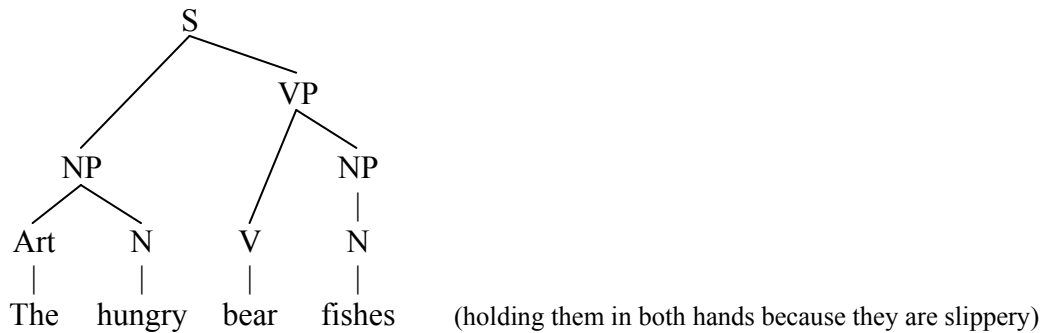 S
VP
NP NP
Art N V N
The hungry bear fishes (holding them in both hands because they are slippery)